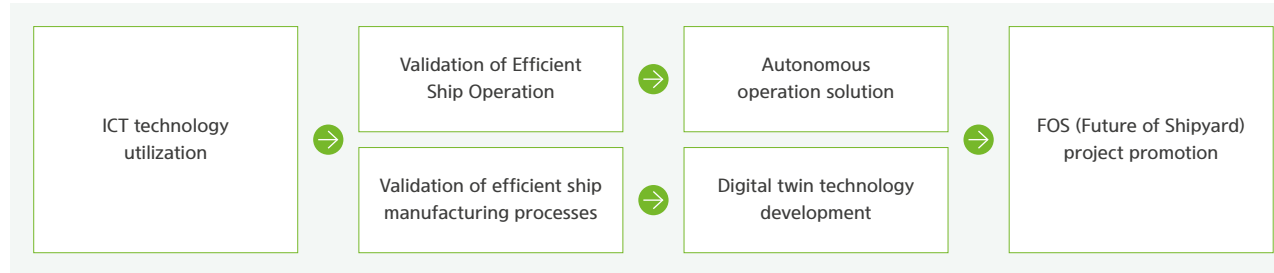 ICT technology
utilization
Validation of Efficient
Ship Operation
Autonomous
operation solution
Validation of efficient ship
manufacturing processes
Digital twin technology
development
FOS (Future of Shipyard)
project promotion